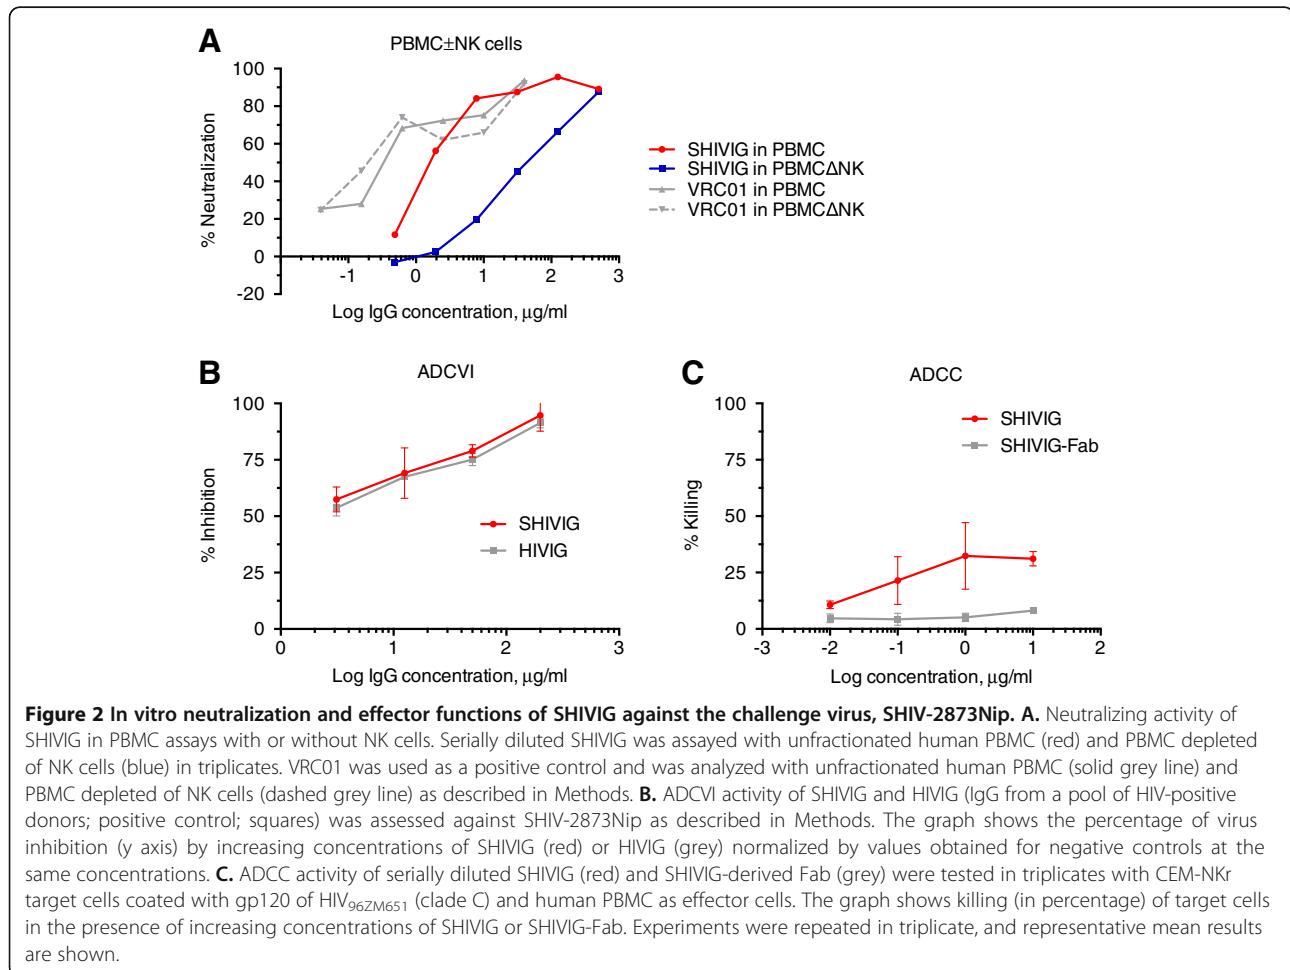 A
PBMC±NK cells
100
80
60
40
20
0
-20
% Neutralization
-1
0
1
2
3
Log IgG concentration, µg/ml
SHIVIG in PBMC
SHIVIG in PBMCΔNK
VRC01 in PBMC
VRC01 in PBMCΔNK
B
ADCVI
100
75
50
25
0
% Inhibition
0
1
2
3
Log IgG concentration, µg/ml
SHIVIG
HIVIG
C
ADCC
100
75
50
25
0
% Killing
-3
-2
-1
0
1
2
Log concentration, µg/ml
SHIVIG
SHIVIG-Fab
Figure 2 In vitro neutralization and effector functions of SHIVIG against the challenge virus, SHIV-2873Nip. A. Neutralizing activity of
SHIVIG in PBMC assays with or without NK cells. Serially diluted SHIVIG was assayed with unfractionated human PBMC (red) and PBMC depleted
of NK cells (blue) in triplicates. VRC01 was used as a positive control and was analyzed with unfractionated human PBMC (solid grey line) and
PBMC depleted of NK cells (dashed grey line) as described in Methods. B. ADCVI activity of SHIVIG and HIVIG (IgG from a pool of HIV-positive
donors; positive control; squares) was assessed against SHIV-2873Nip as described in Methods. The graph shows the percentage of virus
inhibition (y axis) by increasing concentrations of SHIVIG (red) or HIVIG (grey) normalized by values obtained for negative controls at the
same concentrations. C. ADCC activity of serially diluted SHIVIG (red) and SHIVIG-derived Fab (grey) were tested in triplicates with CEM-NKr
target cells coated with gp120 of HIV96ZM651 (clade C) and human PBMC as effector cells. The graph shows killing (in percentage) of target cells
in the presence of increasing concentrations of SHIVIG or SHIVIG-Fab. Experiments were repeated in triplicate, and representative mean results
are shown.